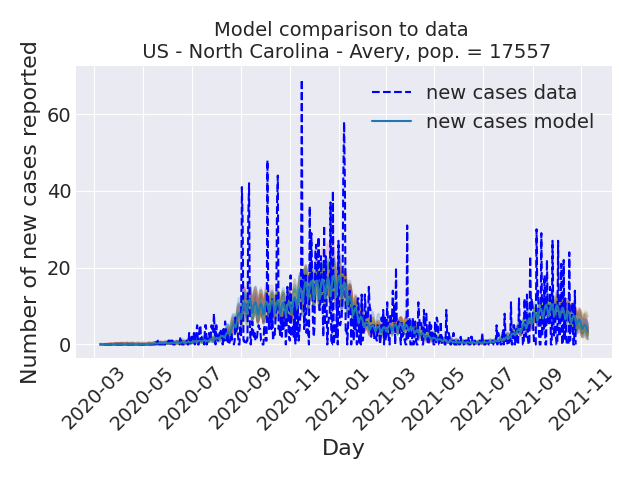 Model comparison to data
US - North Carolina - Avery, pop. = 17557
Number of new cases reported
60
40
20
0
new cases data
new cases model
2020-03
2020-05
2020-07
2020-09
2020-11
2021-01
2021-03
2021-05
2021-07
2021-09
2021-11
Day